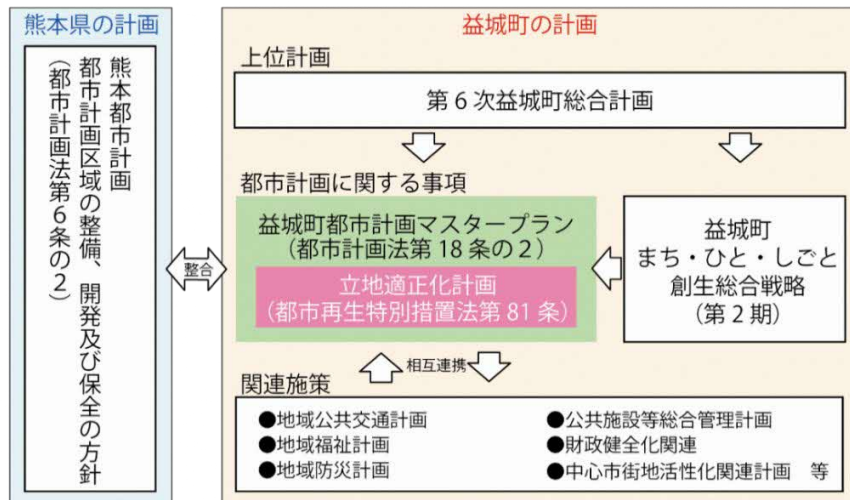 熊本県の計画
熊本都市計画
都市計画区域の整備、開発及び保全の方針
（都市計画法第６条の２）
整合
益城町の計画
上位計画
第６次益城町総合計画
都市計画に関する事項
益城町都市計画マスタープラン
（都市計画法第 18 条の２）
立地適正化計画
（都市再生特別措置法第 81 条）
益城町
まち・ひと・しごと
創生総合戦略
（第２期）
相互連携
関連施策
●地域公共交通計画
●地域福祉計画
●地域防災計画
●公共施設等総合管理計画
●財政健全化関連
●中心市街地活性化関連計画　等